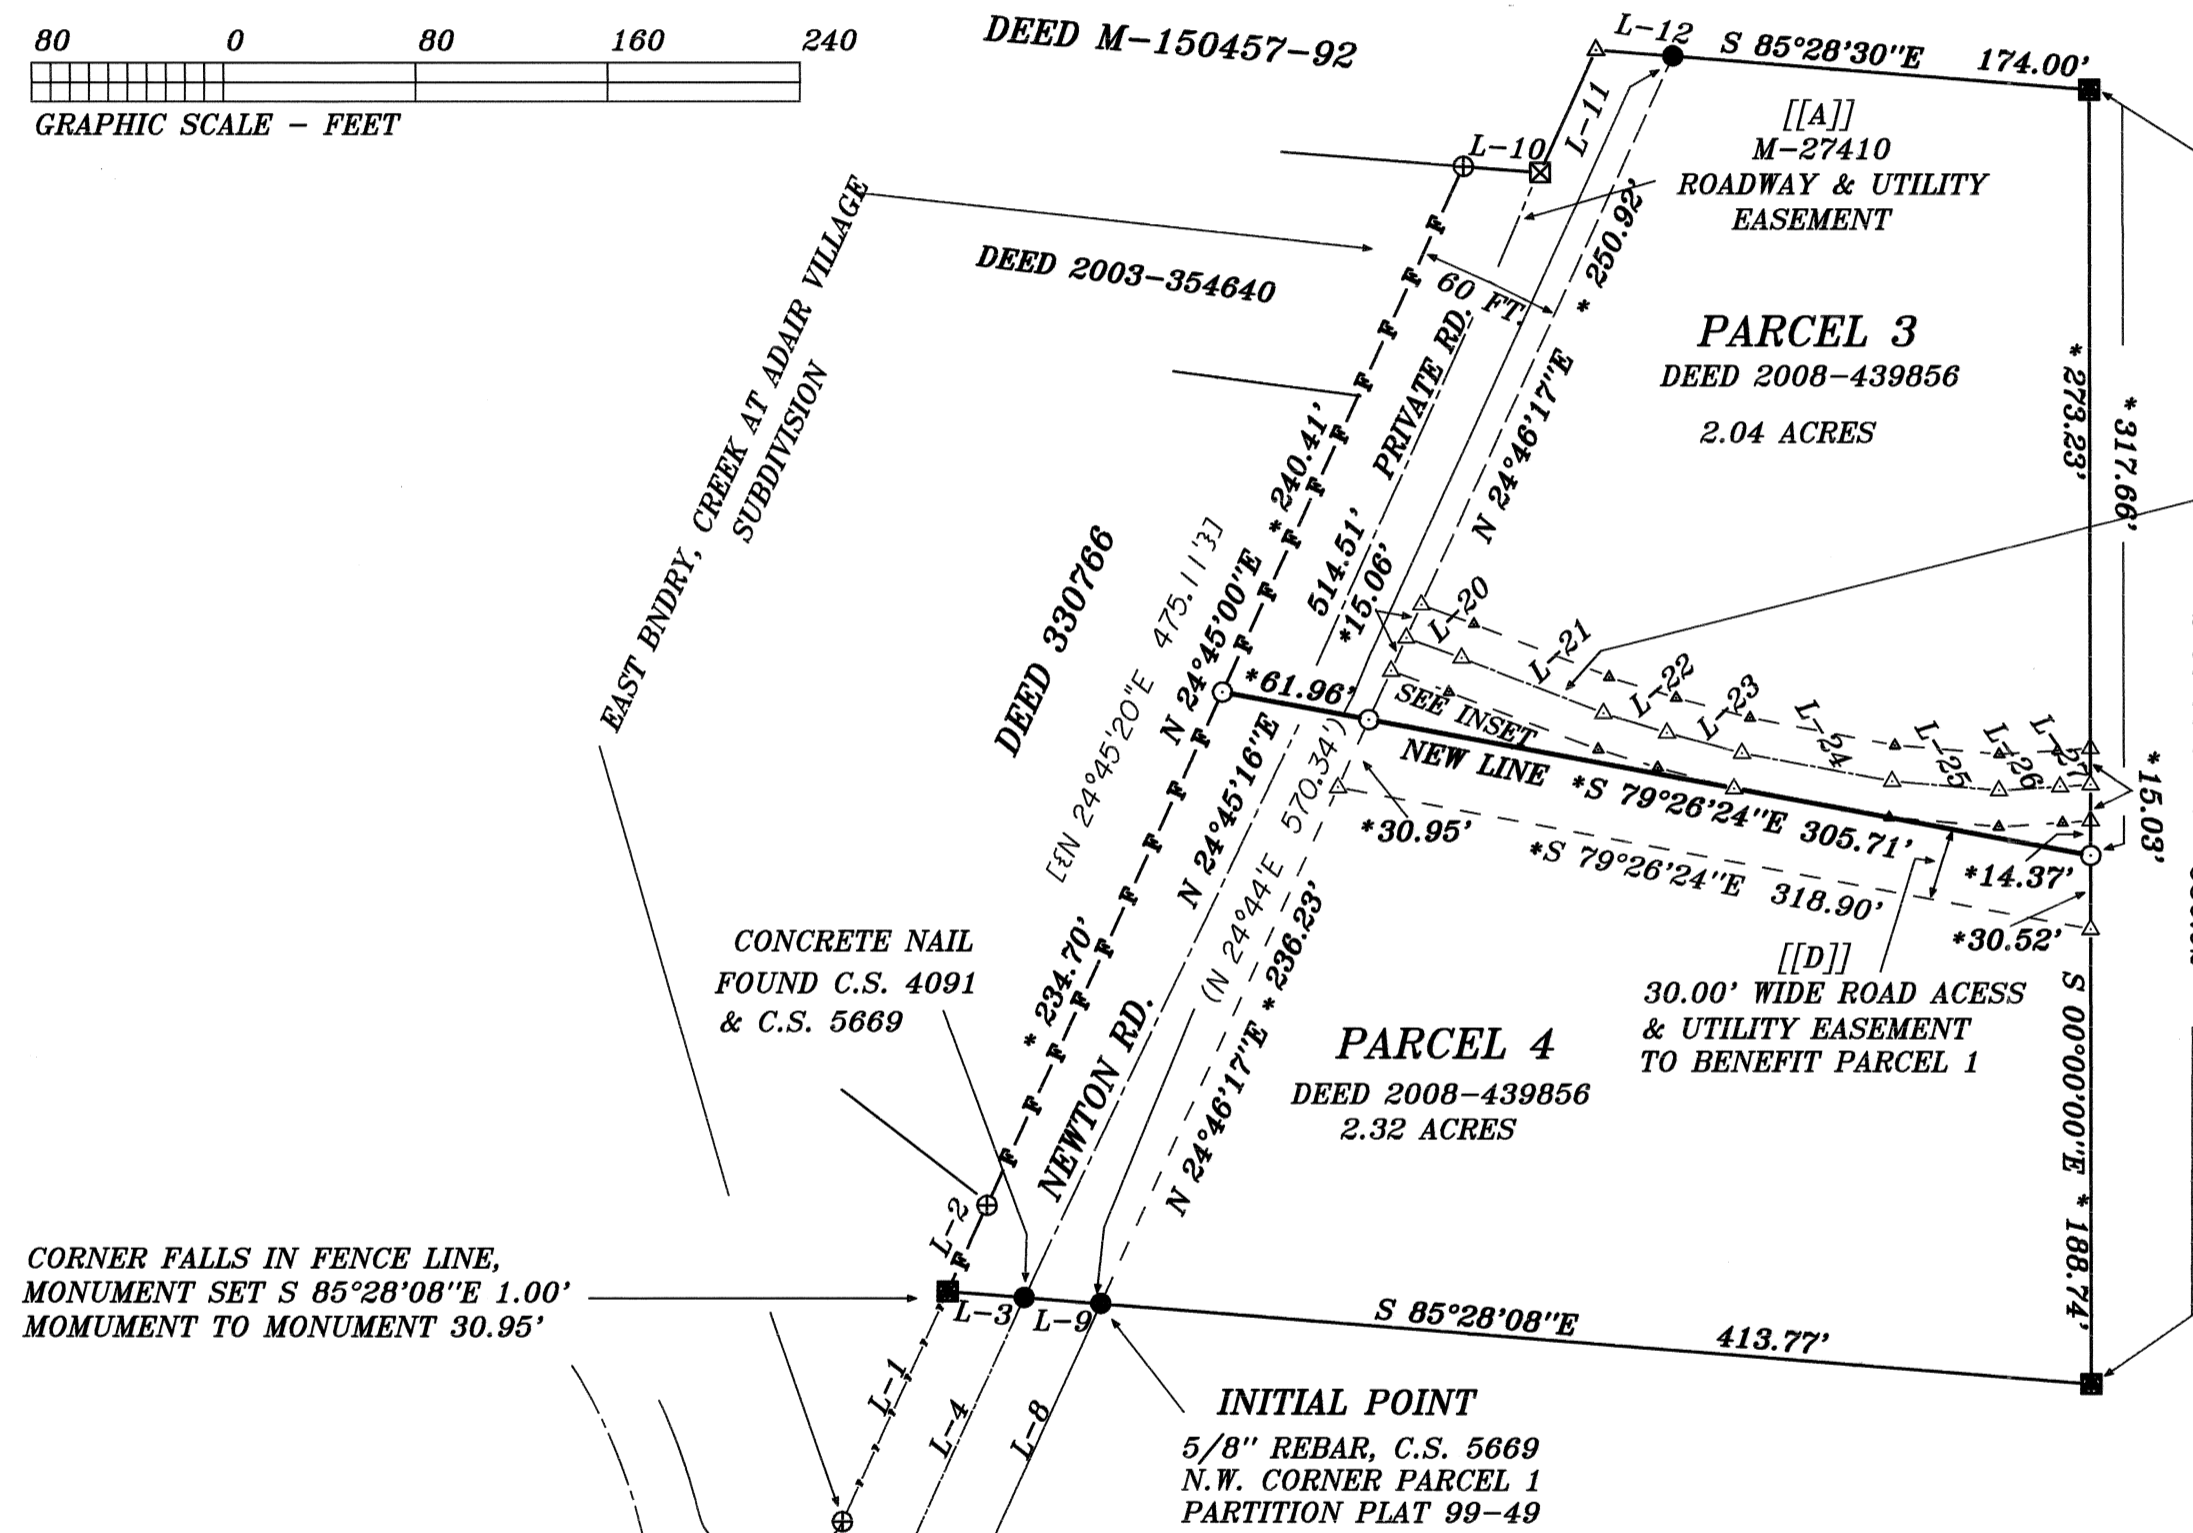 80 0 80 160 240
GRAPHIC SCALE - FEET
DEED M-150457-92
L-12
S 85°28'30"E 174.00'
L-11
L-10
[[A]]
M-27410
ROADWAY & UTILITY
EASEMENT
EAST BNDRY, CREEK AT ADAIR VILLAGE
SUBDIVISION
DEED 2003-354640
60 FT.
PRIVATE RD.
N 24°46'17"E * 250.92'
PARCEL 3
DEED 2008-439856
2.04 ACRES
* 273.23'
* 317.66'
DEED 330766
[£N 24°45'20"E 475.11'3]
N 24°45'00"E * 240.41'
514.51'
*15.06'
L-20
L-21
L-22
L-23
L-24
L-25
L-26
L-27
*61.96'
SEE INSET
NEW LINE *S 79°26'24"E 305.71'
*15.03'
N 24°45'16"E
(N 24°44'E 570.34')
*30.95'
*S 79°26'24"E 318.90'
*14.37'
*30.52'
CONCRETE NAIL
FOUND C.S. 4091
& C.S. 5669
* 234.70'
NEWTON RD.
N 24°46'17"E * 236.23'
[[D]]
30.00' WIDE ROAD ACESS
& UTILITY EASEMENT
TO BENEFIT PARCEL 1
PARCEL 4
DEED 2008-439856
2.32 ACRES
S 00°00'00"E * 188.74'
L-2
CORNER FALLS IN FENCE LINE,
MONUMENT SET S 85°28'08"E 1.00'
MOMUMENT TO MONUMENT 30.95'
L-3
L-9
S 85°28'08"E 413.77'
L-1
L-4
L-8
INITIAL POINT
5/8" REBAR, C.S. 5669
N.W. CORNER PARCEL 1
PARTITION PLAT 99-49